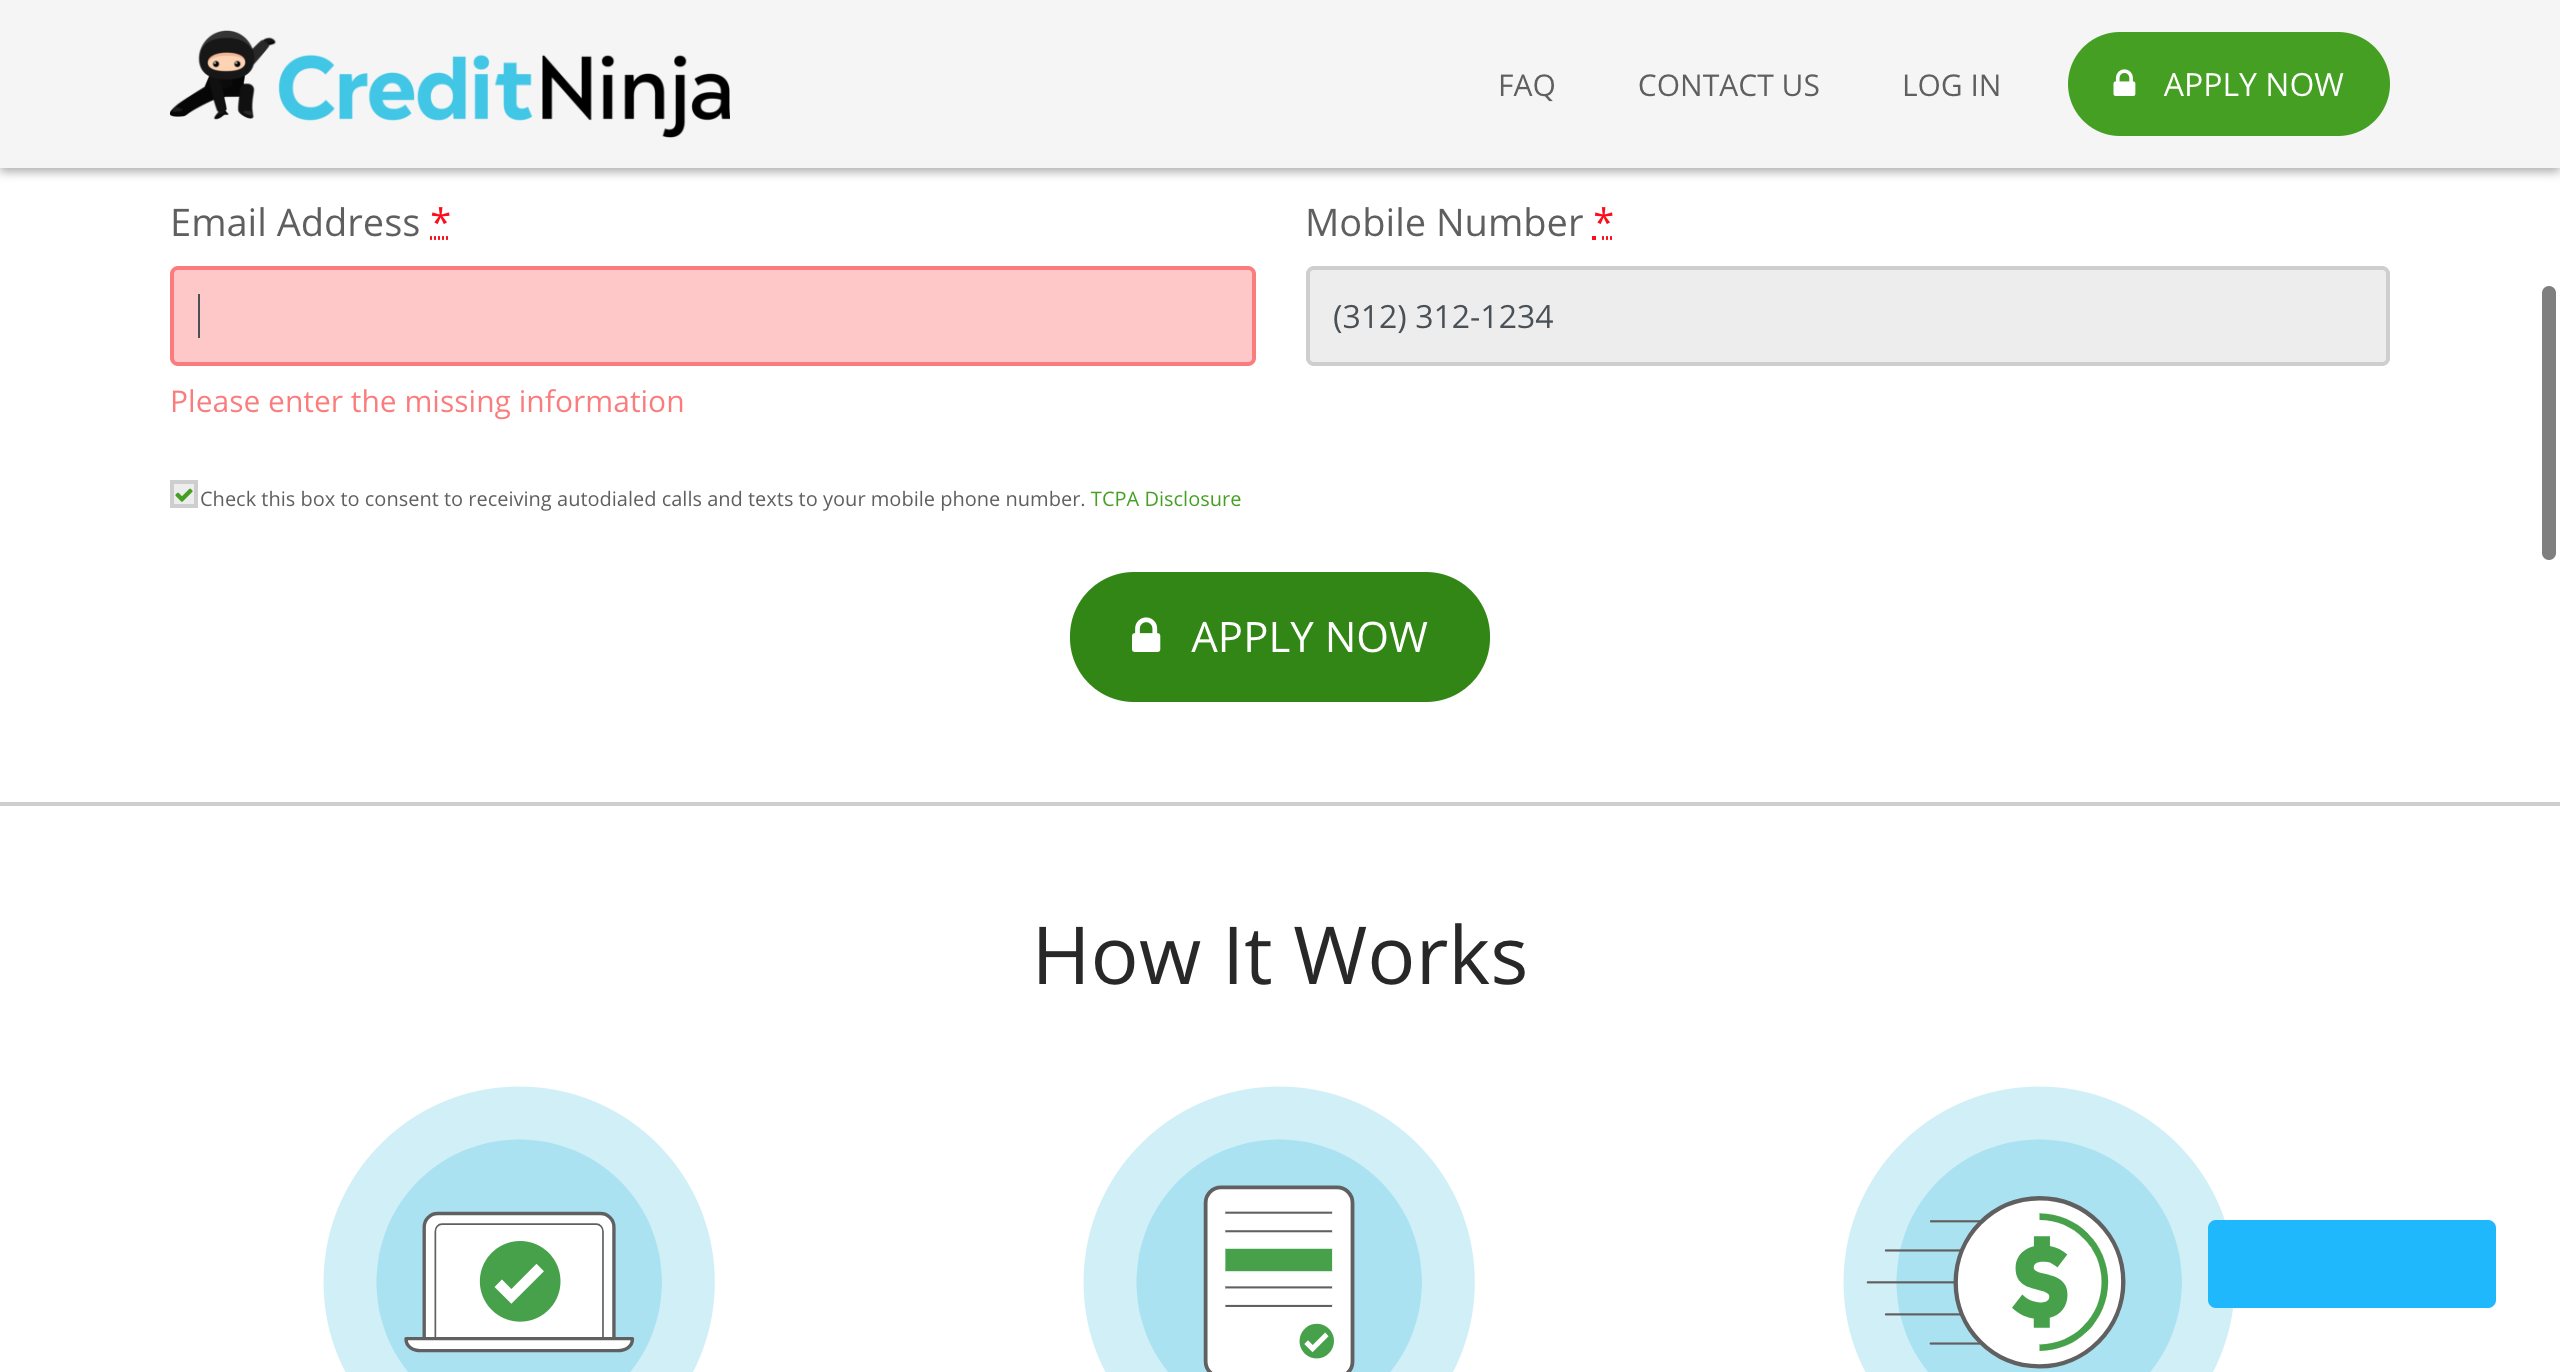 CreditNinja
FAQ
CONTACT US
LOG IN
APPLY NOW
Email Address *
Mobile Number *
(312) 312-1234
Please enter the missing information
Check this box to consent to receiving autodialed calls and texts to your mobile phone number. TCPA Disclosure
APPLY NOW
How It Works
$